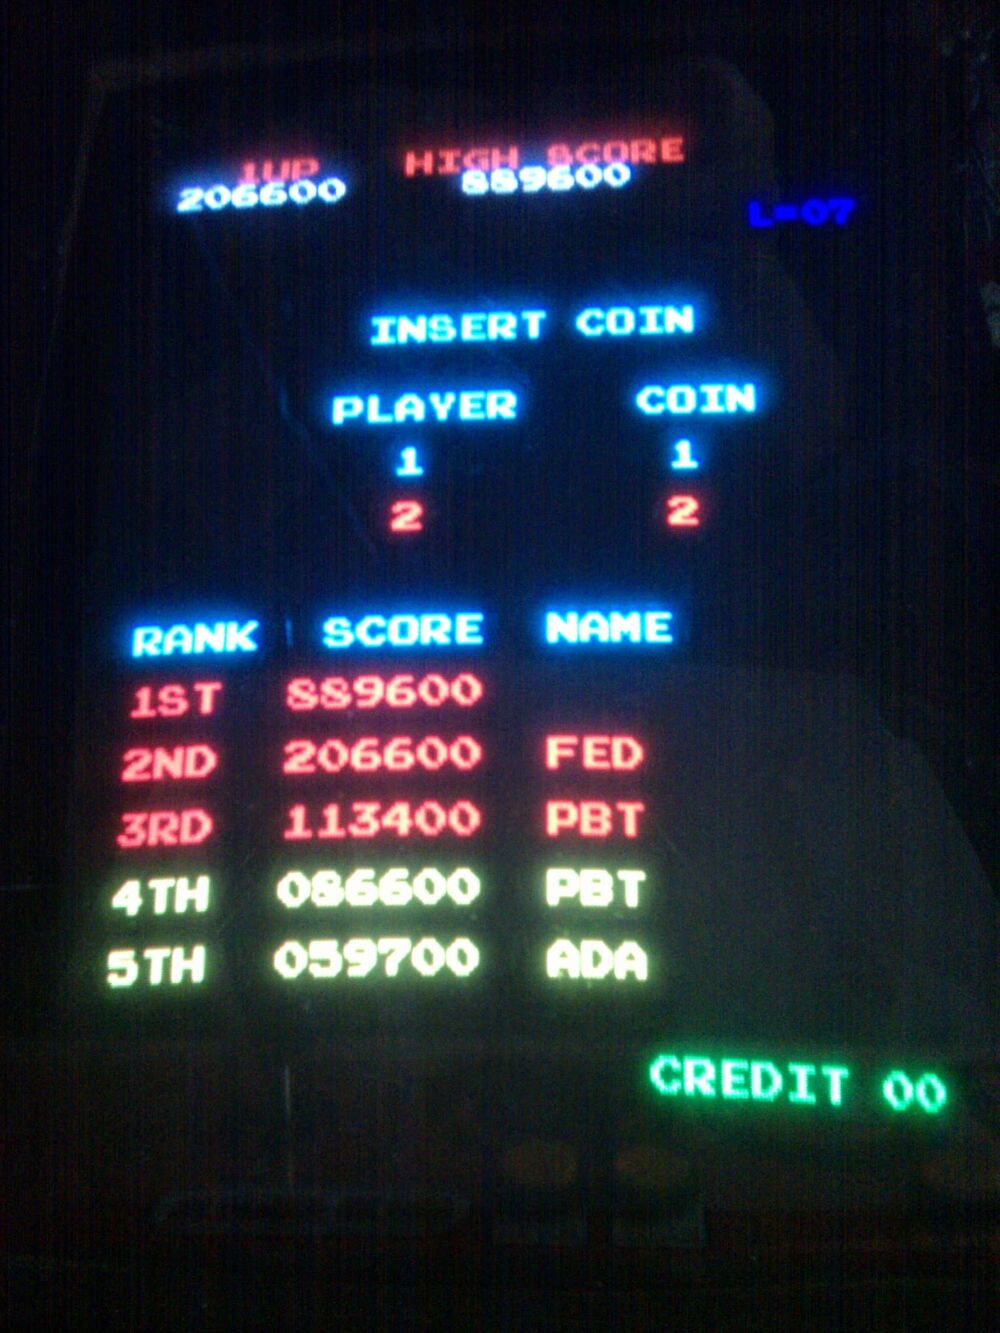 1UP HIGH SCORE
206600 889600
L=07
INSERT COIN
PLAYER COIN
1 1
2 2
RANK SCORE NAME
1ST 889600
2ND 206600 FED
3RD 113400 PBT
4TH 086600 PBT
5TH 059700 ADA
CREDIT 00